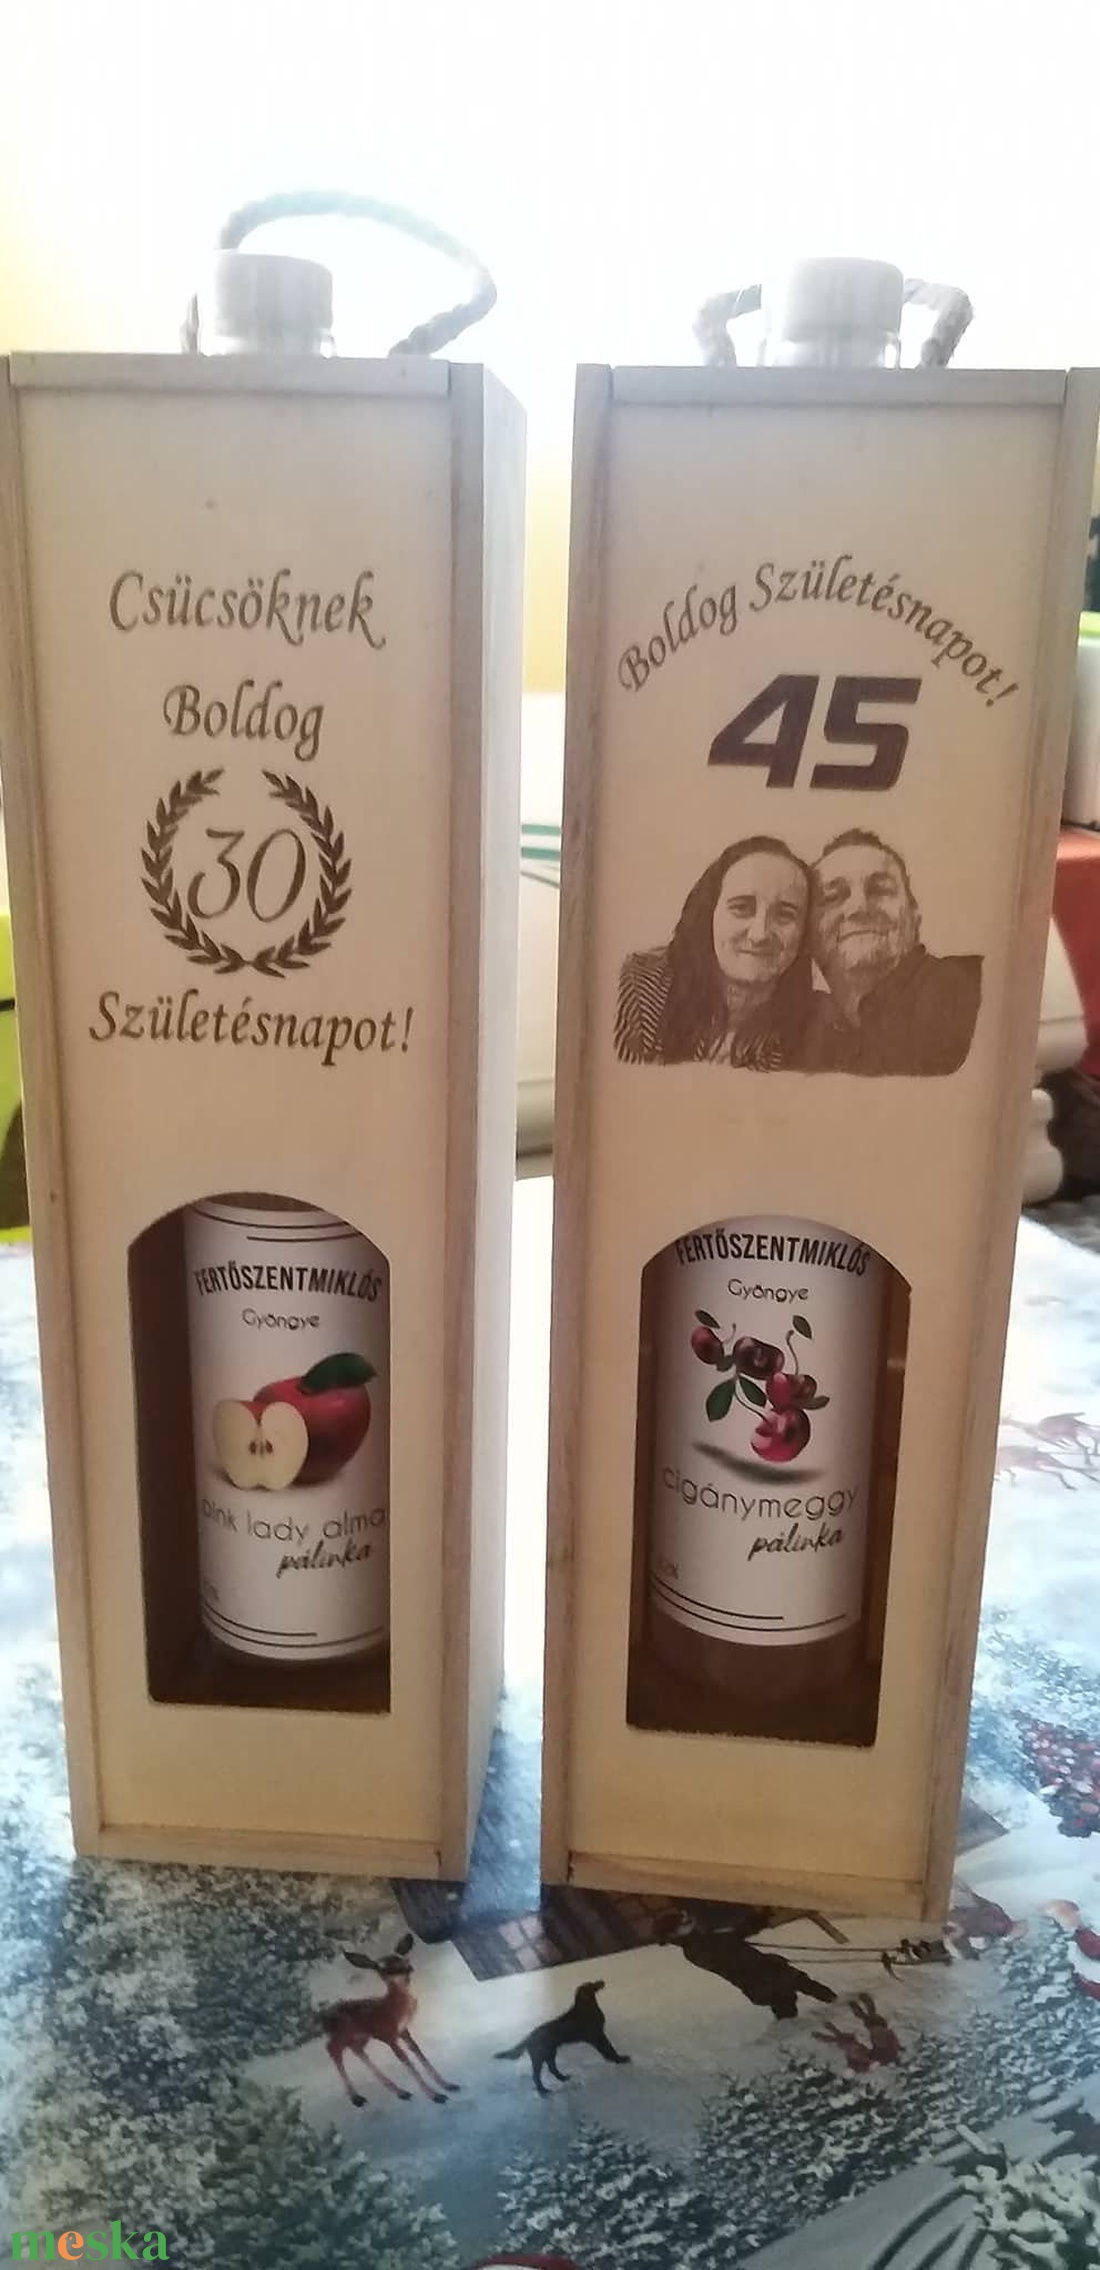 Csücsöknek
Boldog
30
Születésnapot!
FERTŐSZENTMIKLÓS
Gyöngye
pink lady alma
pálinka
Boldog Születésnapot!
45
FERTŐSZENTMIKLÓS
Gyöngye
cigánymeggy
pálinka
meska